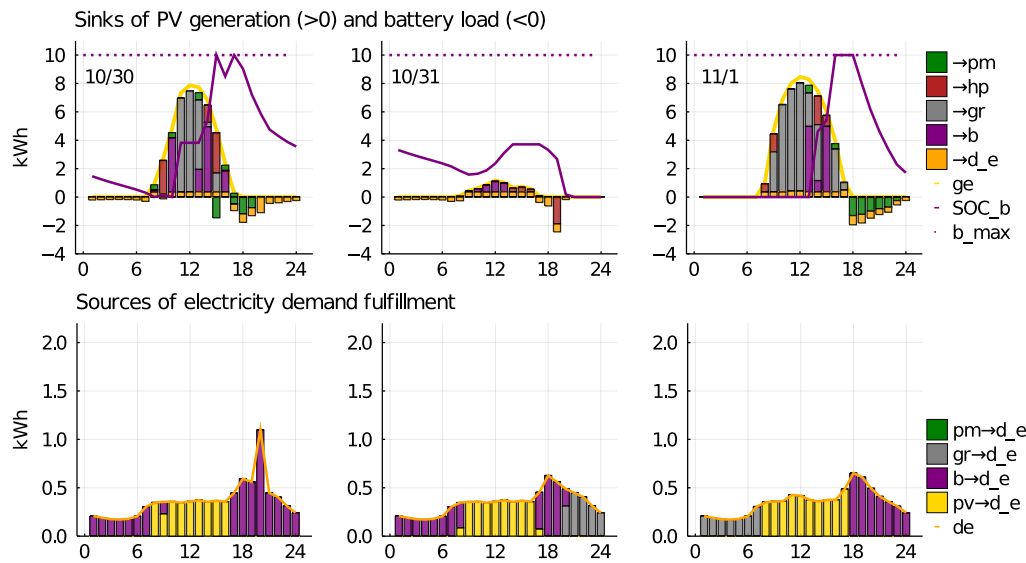 Sinks of PV generation (>0) and battery load (<0)
kWh
10
8
6
4
2
0
−2
−4
10/30
0 6 12 18 24
10
8
6
4
2
0
−2
−4
10/31
0 6 12 18 24
10
8
6
4
2
0
−2
−4
11/1
0 6 12 18 24
→pm
→hp
→gr
→b
→d_e
ge
SOC_b
b_max
Sources of electricity demand fulfillment
kWh
2.0
1.5
1.0
0.5
0.0
0 6 12 18 24
2.0
1.5
1.0
0.5
0.0
0 6 12 18 24
2.0
1.5
1.0
0.5
0.0
0 6 12 18 24
pm→d_e
gr→d_e
b→d_e
pv→d_e
de